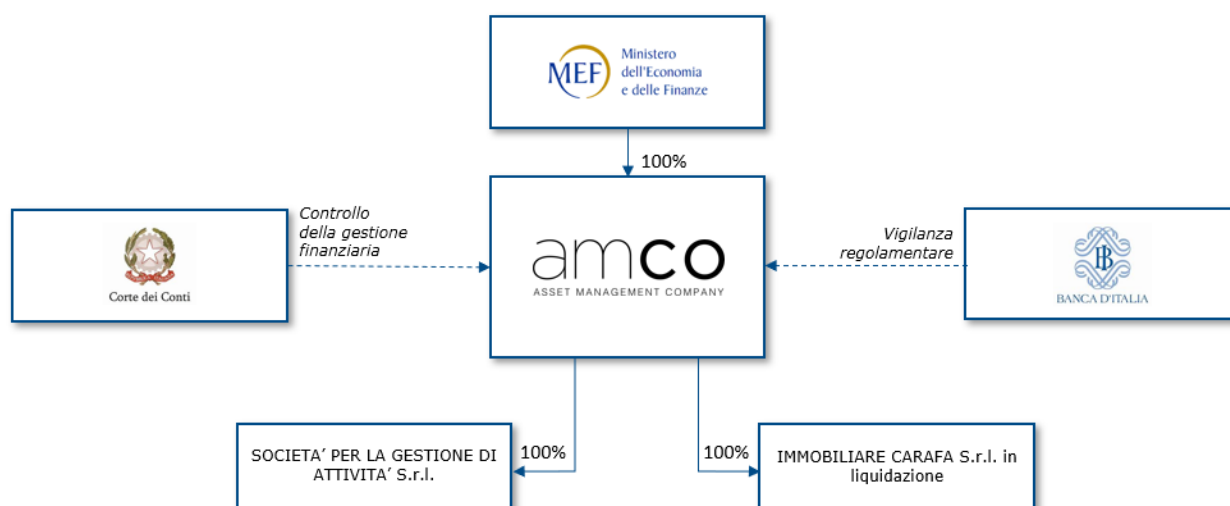 MEF
Ministero
dell'Economia
e delle Finanze
100%
Controllo
della gestione
finanziaria
Corte dei Conti
amco
ASSET MANAGEMENT COMPANY
Vigilanza
regolamentare
BANCA D'ITALIA
SOCIETA' PER LA GESTIONE DI
ATTIVITA' S.r.l.
100%
100%
IMMOBILIARE CARAFA S.r.l. in
liquidazione